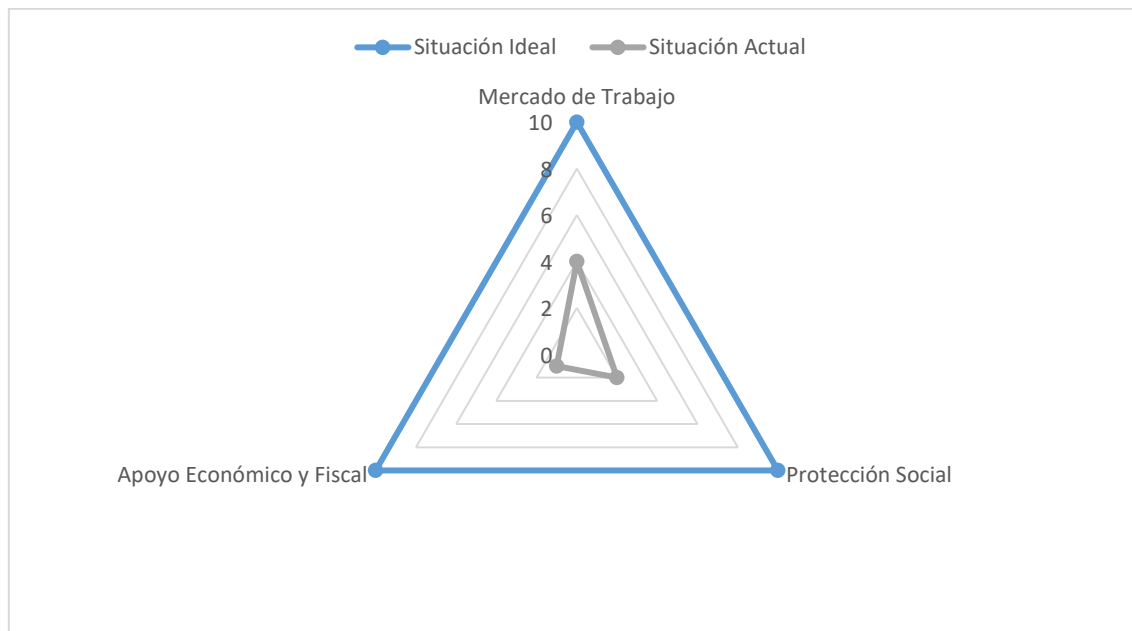 Situación Ideal Situación Actual
Mercado de Trabajo
10
8
6
4
2
0
Apoyo Económico y Fiscal Protección Social